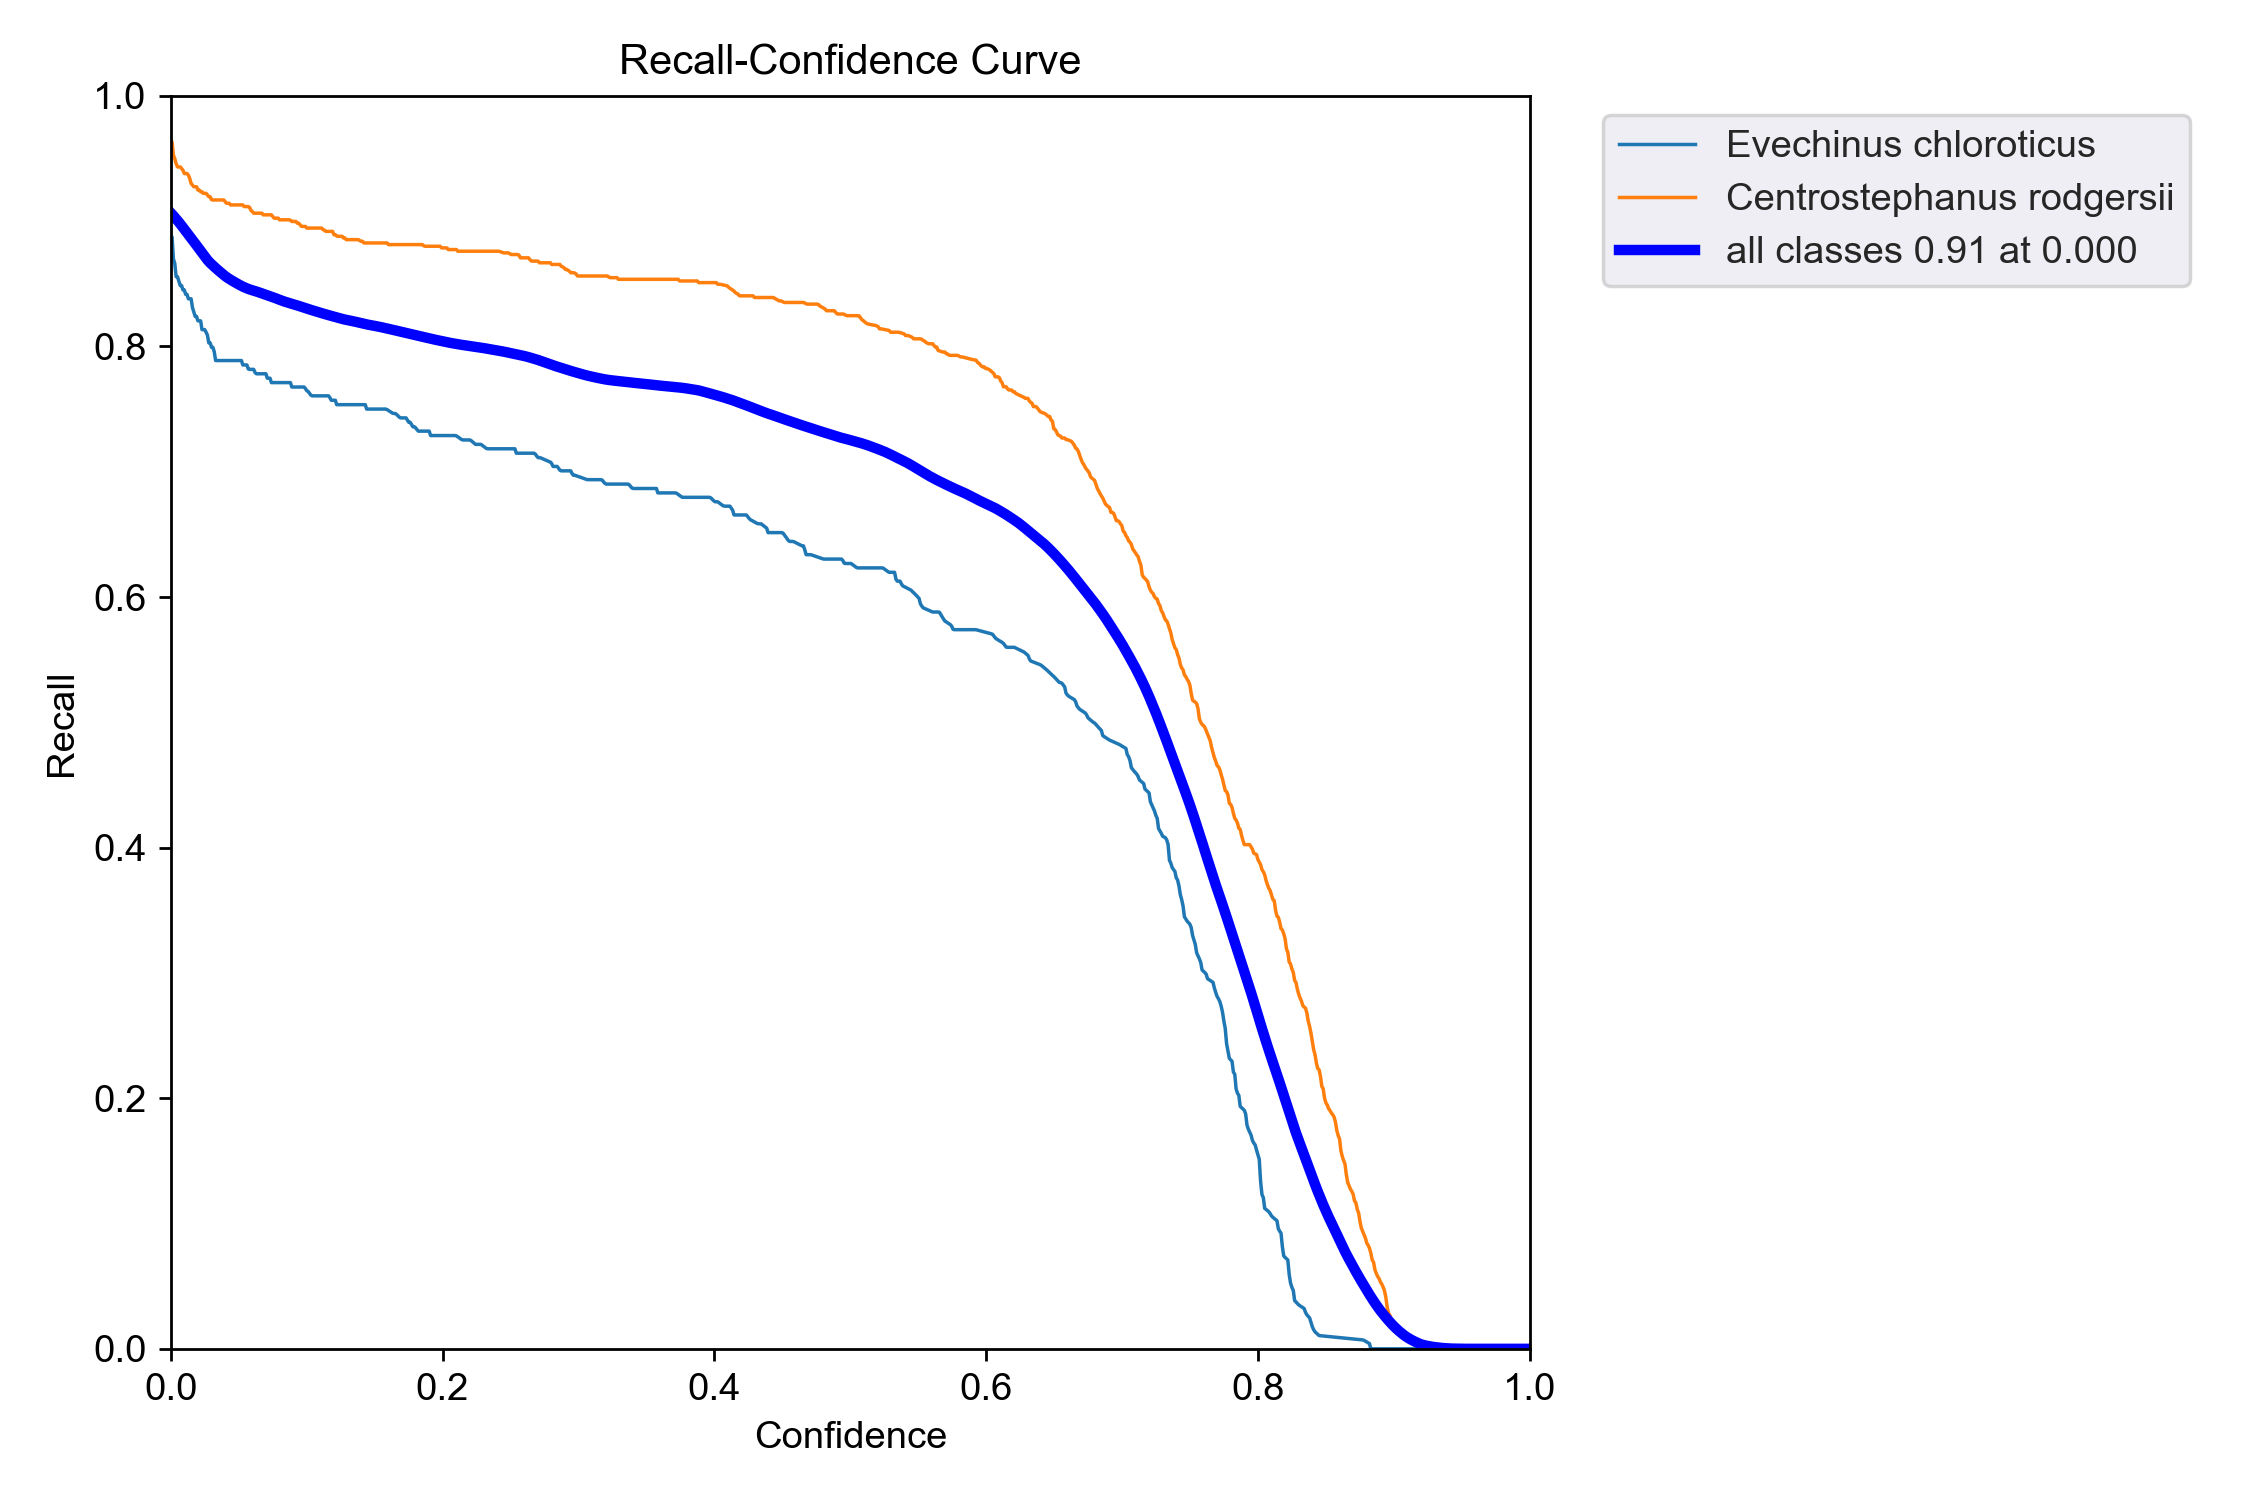 Recall-Confidence Curve
1.0
0.8
0.6
0.4
0.2
0.0
Recall
0.0 0.2 0.4 0.6 0.8 1.0
Confidence
Evechinus chloroticus
Centrostephanus rodgersii
all classes 0.91 at 0.000